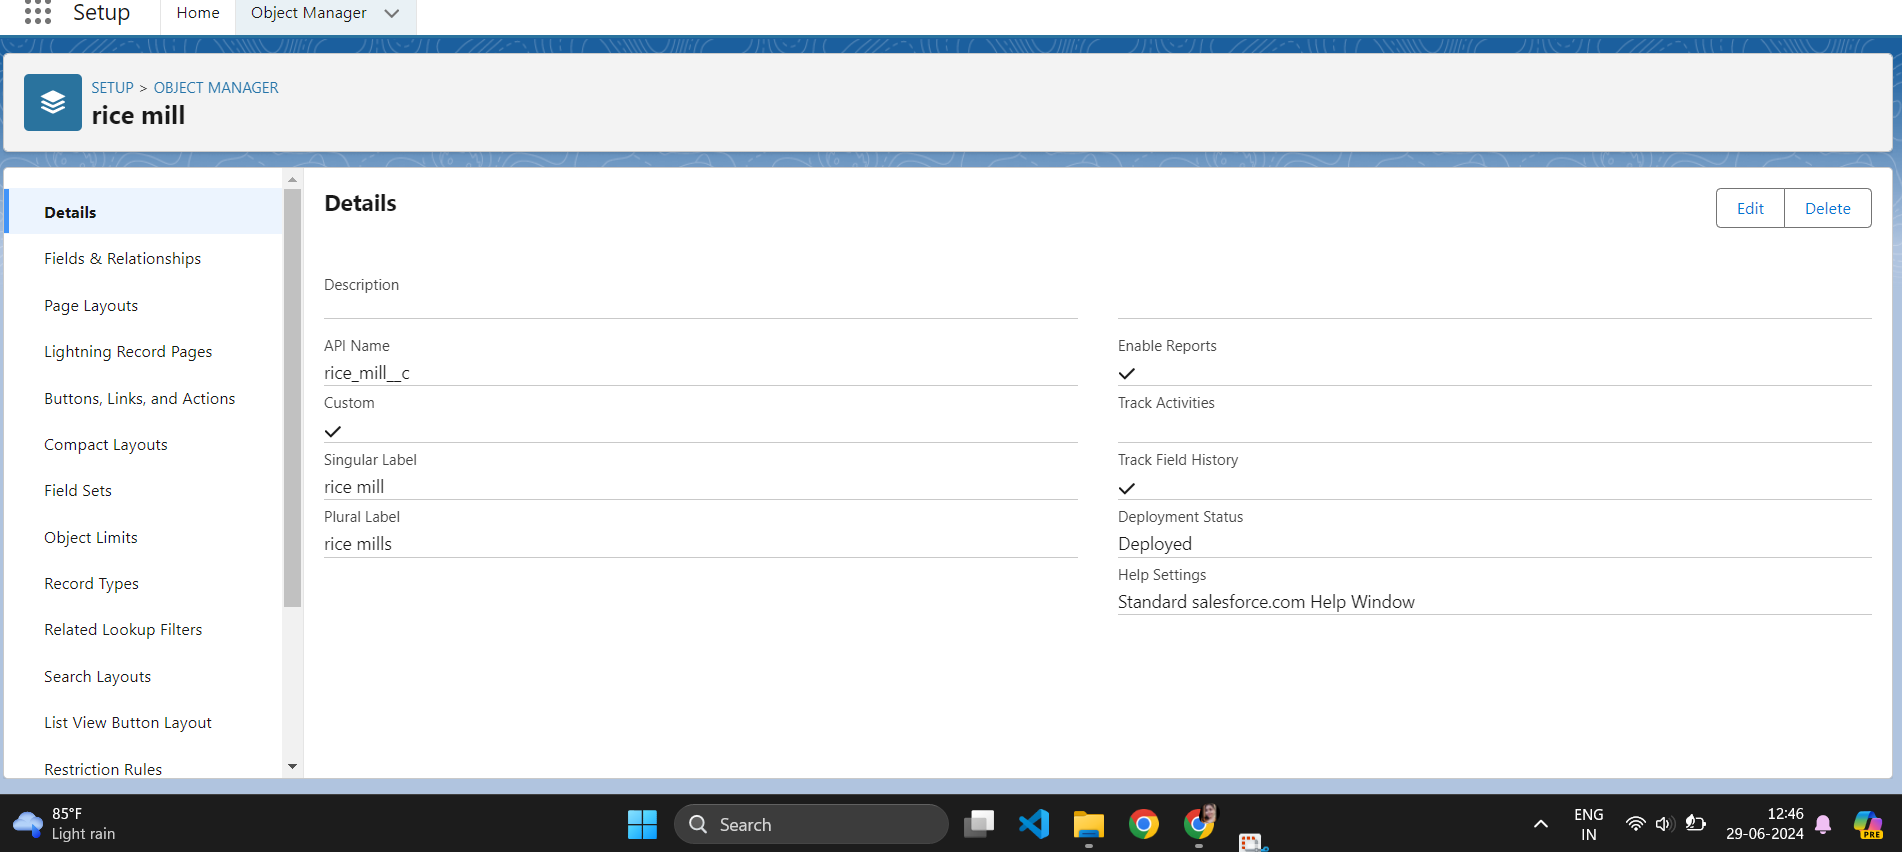 Setup
Home
Object Manager
SETUP > OBJECT MANAGER
rice mill
Details
Fields & Relationships
Page Layouts
Lightning Record Pages
Buttons, Links, and Actions
Compact Layouts
Field Sets
Object Limits
Record Types
Related Lookup Filters
Search Layouts
List View Button Layout
Restriction Rules
Details
Edit
Delete
Description
API Name
rice_mill__c
Custom
Singular Label
rice mill
Plural Label
rice mills
Enable Reports
Track Activities
Track Field History
Deployment Status
Deployed
Help Settings
Standard salesforce.com Help Window
85°F
Light rain
Search
ENG
IN
12:46
29-06-2024
PRE